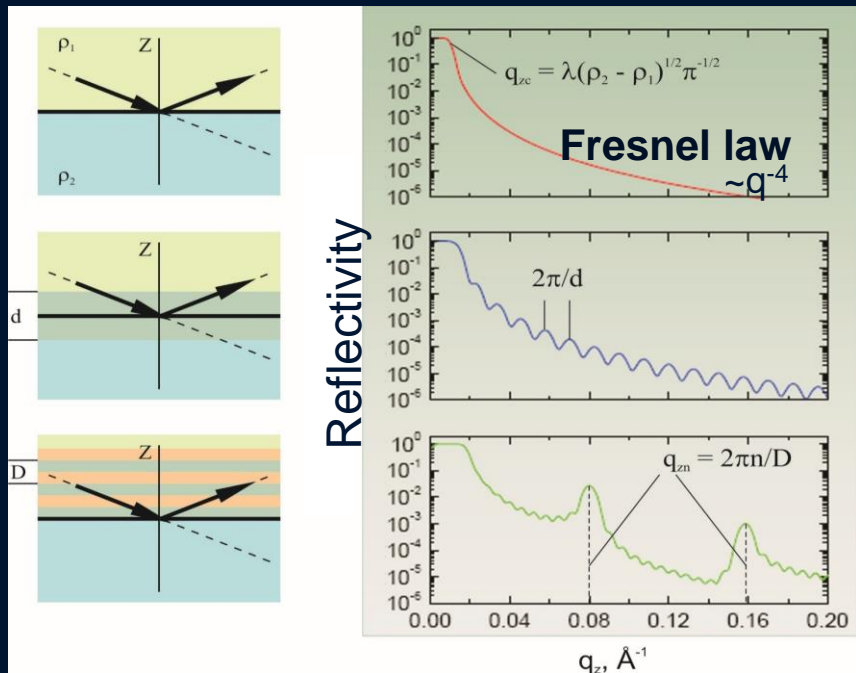 ρ₁
Z
ρ₂
Z
d
Z
D
Reflectivity
10⁰
10⁻¹
10⁻²
10⁻³
10⁻⁴
10⁻⁵
10⁻⁶
q_zc = λ(ρ₂ - ρ₁)^1/2 π^-1/2
Fresnel law
~q⁻⁴
10⁰
10⁻¹
10⁻²
10⁻³
10⁻⁴
10⁻⁵
10⁻⁶
2π/d
10⁰
10⁻¹
10⁻²
10⁻³
10⁻⁴
10⁻⁵
10⁻⁶
q_zn = 2πn/D
0.00 0.04 0.08 0.12 0.16 0.20
q_z, Å⁻¹